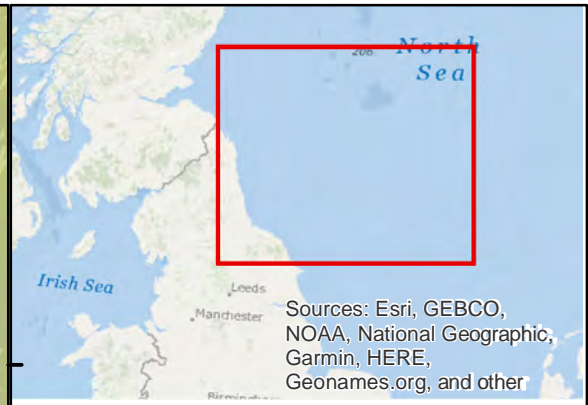 206
North
Sea
Irish Sea
Leeds
Manchester
Sources: Esri, GEBCO,
NOAA, National Geographic,
Garmin, HERE,
Geonames.org, and other
Birmingham